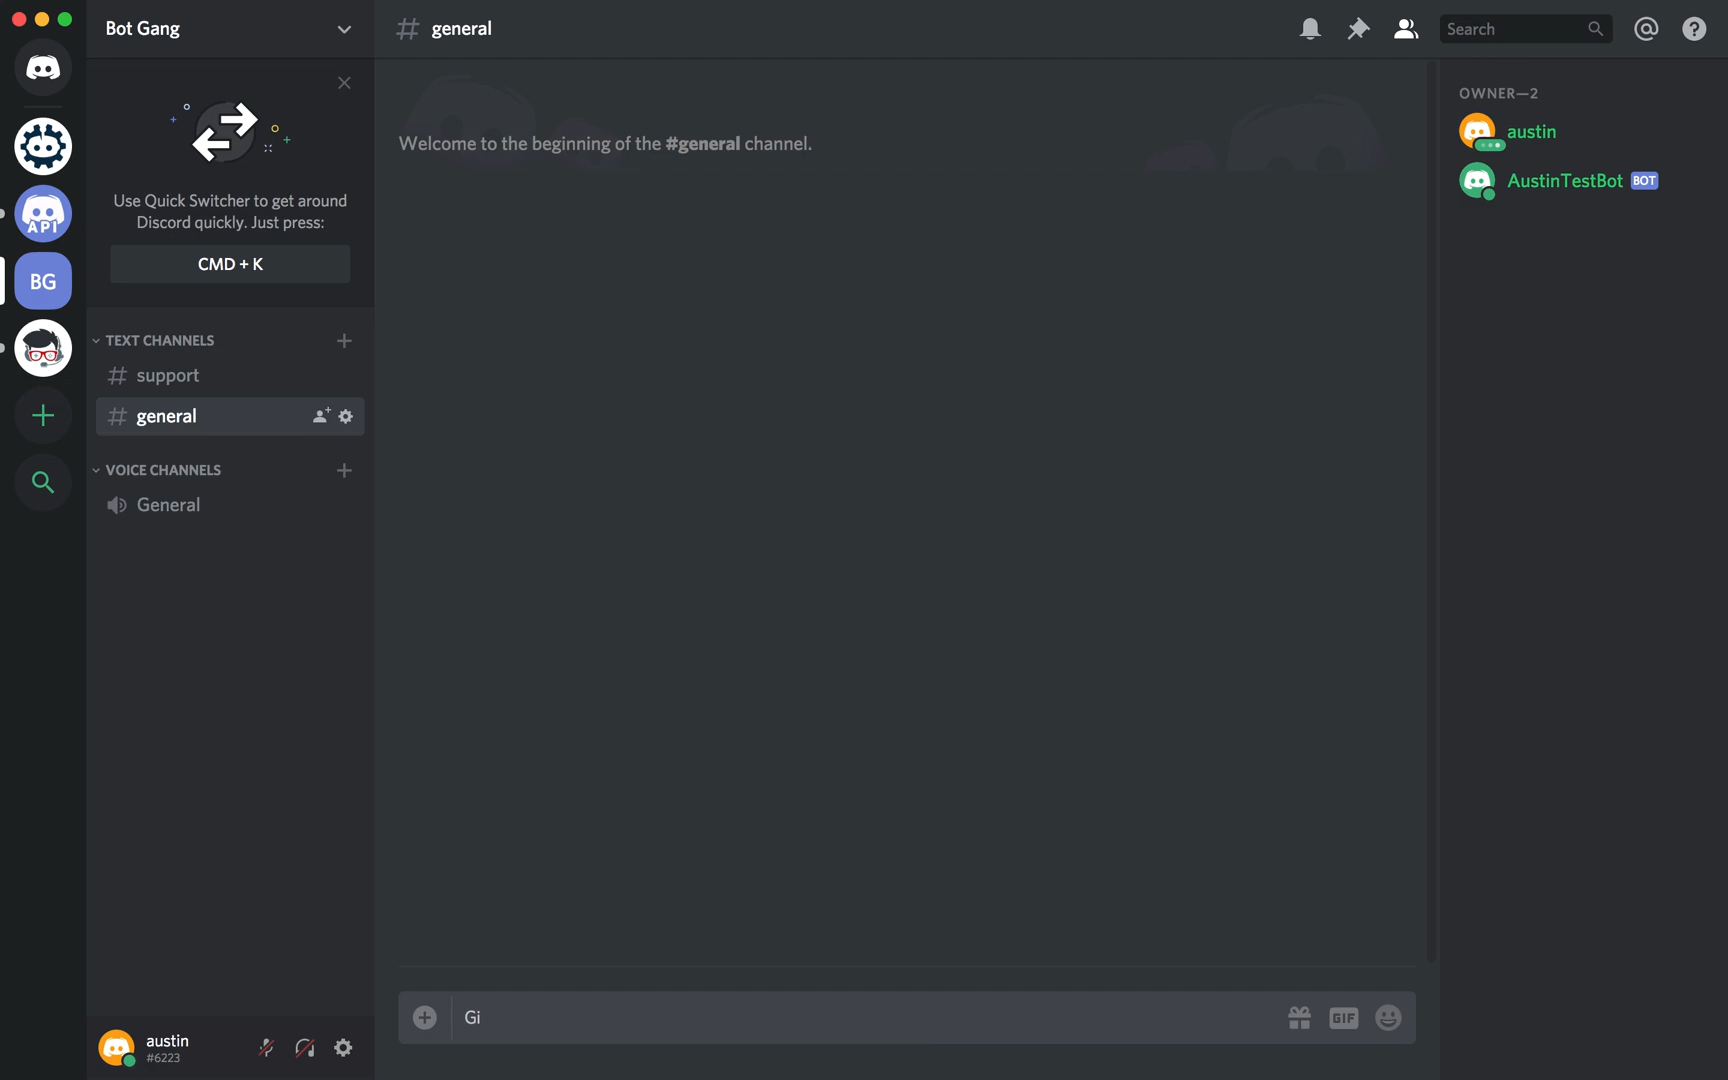 Bot Gang
# general
Search
API
BG
Use Quick Switcher to get around
Discord quickly. Just press:
CMD + K
TEXT CHANNELS
# support
# general
VOICE CHANNELS
General
austin
#6223
Welcome to the beginning of the #general channel.
Gi
GIF
OWNER—2
austin
AustinTestBot BOT